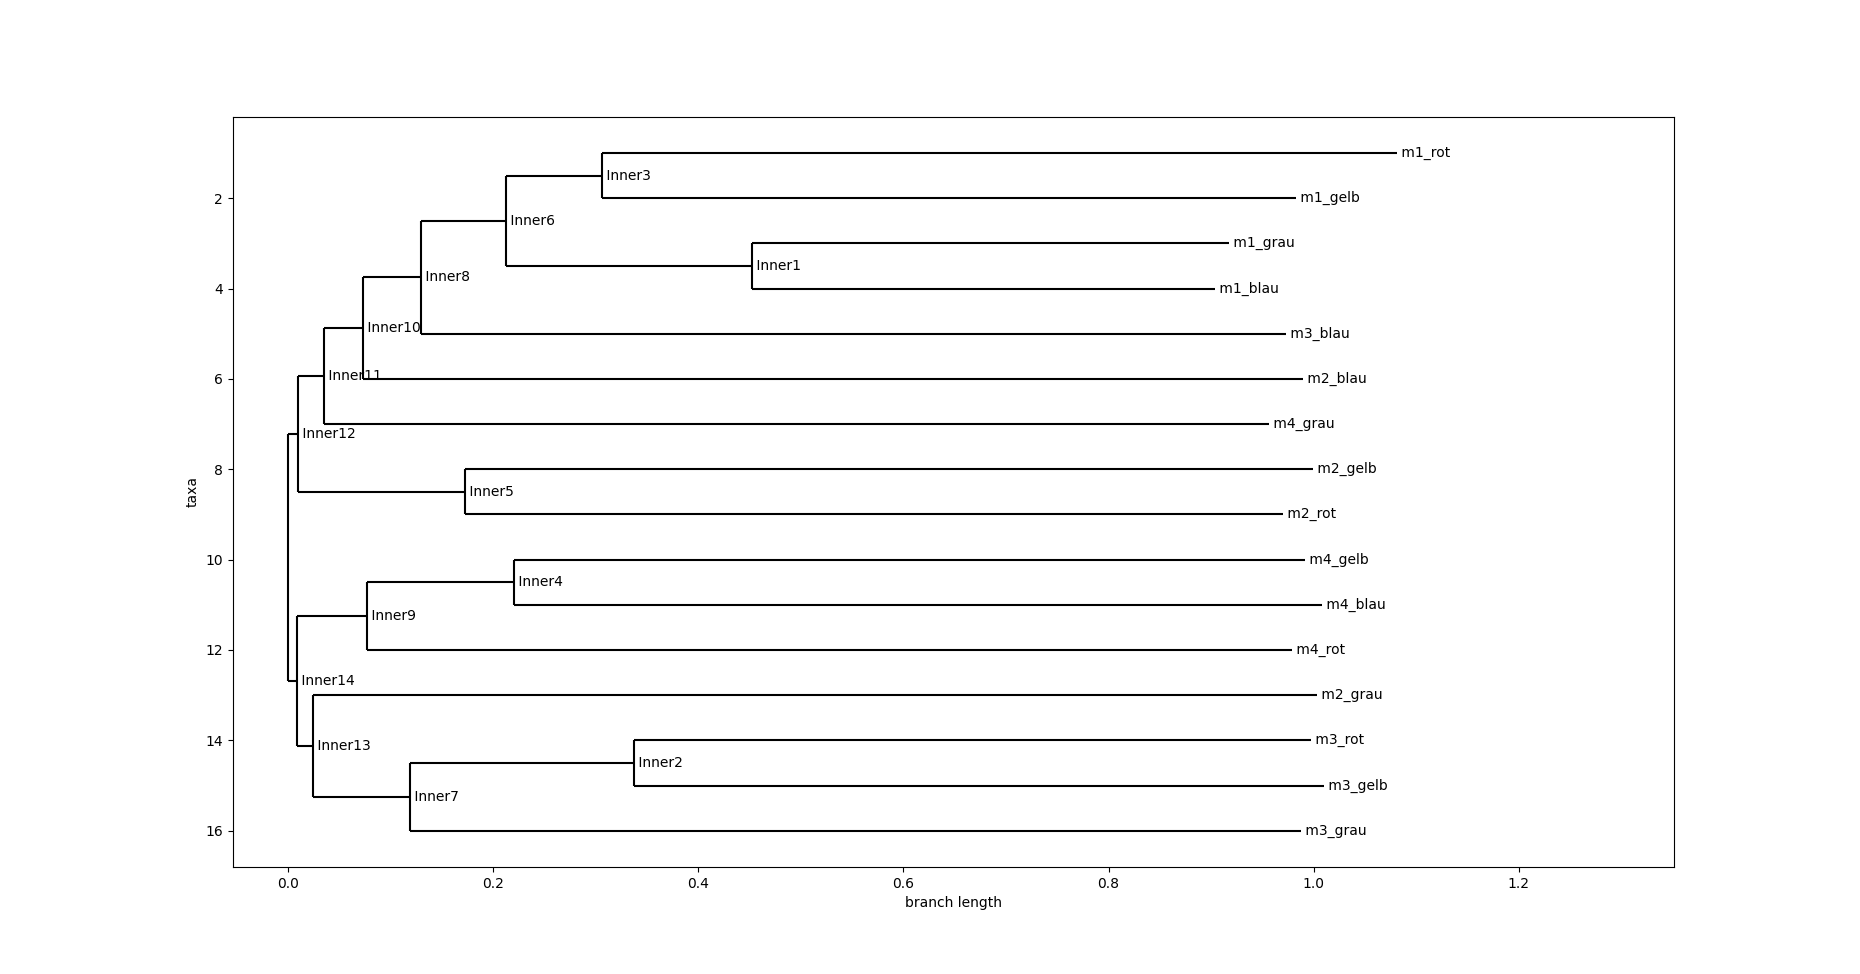 m1_rot
Inner3
m1_gelb
2
Inner6
m1_grau
Inner1
Inner8
m1_blau
4
Inner10
m3_blau
Inner11
m2_blau
6
m4_grau
Inner12
m2_gelb
8
Inner5
taxa
m2_rot
m4_gelb
10
Inner4
m4_blau
Inner9
m4_rot
12
Inner14
m2_grau
m3_rot
14
Inner13
Inner2
m3_gelb
Inner7
m3_grau
16
0.0 0.2 0.4 0.6 0.8 1.0 1.2
branch length